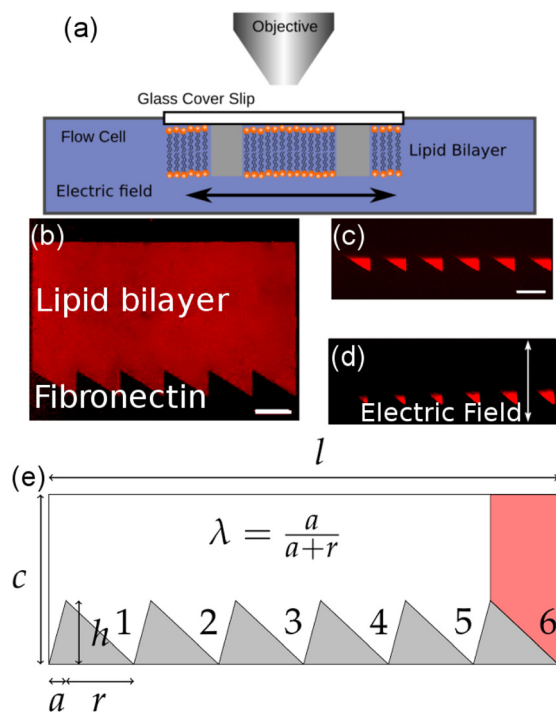 (a)
Objective
Glass Cover Slip
Flow Cell
Lipid Bilayer
Electric field
(b)
Lipid bilayer
Fibronectin
(c)
(d)
Electric Field
(e)
l
λ = a/(a+r)
c
h
1 2 3 4 5 6
a r